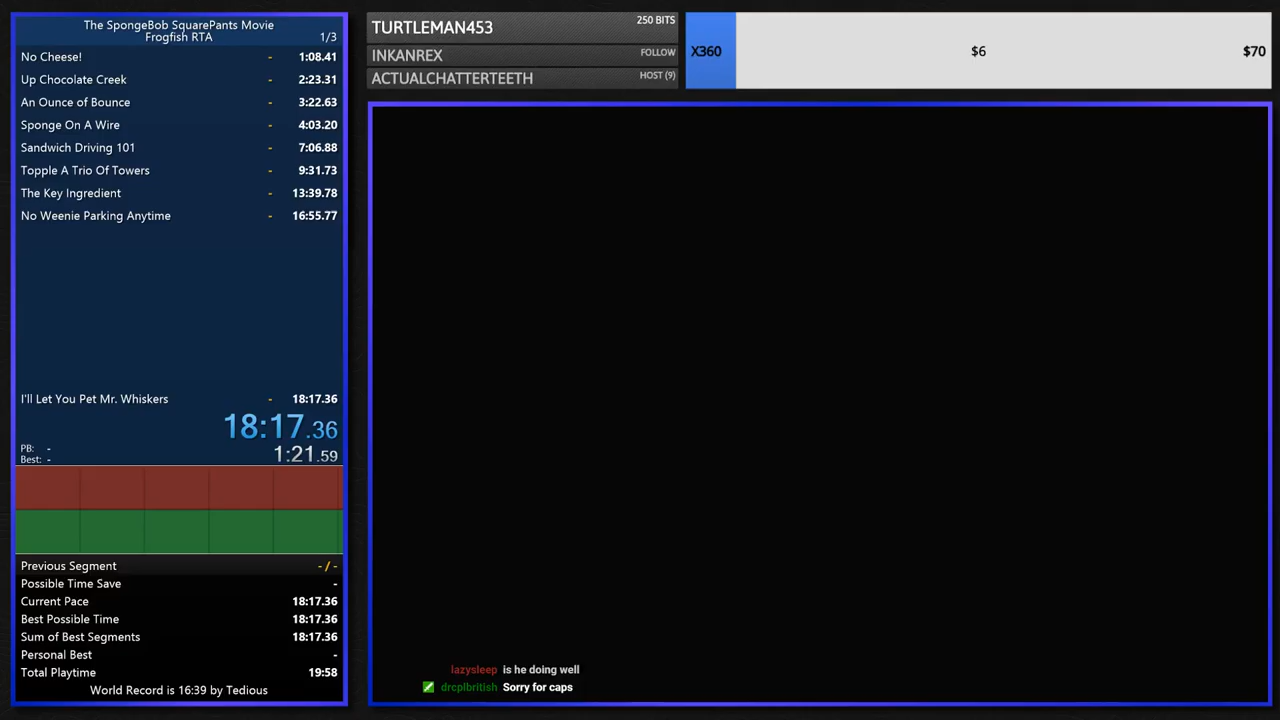 The SpongeBob SquarePants Movie
Frogfish RTA 1/3
No Cheese! - 1:08.41
Up Chocolate Creek - 2:23.31
An Ounce of Bounce - 3:22.63
Sponge On A Wire - 4:03.20
Sandwich Driving 101 - 7:06.88
Topple A Trio Of Towers - 9:31.73
The Key Ingredient - 13:39.78
No Weenie Parking Anytime - 16:55.77
I'll Let You Pet Mr. Whiskers - 18:17.36
18:17.36
PB: -
Best: - 1:21.59
Previous Segment - / -
Possible Time Save -
Current Pace 18:17.36
Best Possible Time 18:17.36
Sum of Best Segments 18:17.36
Personal Best -
Total Playtime 19:58
World Record is 16:39 by Tedious
TURTLEMAN453 250 BITS
INKANREX FOLLOW
ACTUALCHATTERTEETH HOST (9)
X360 $6 $70
lazysleep is he doing well
drcplbritish Sorry for caps